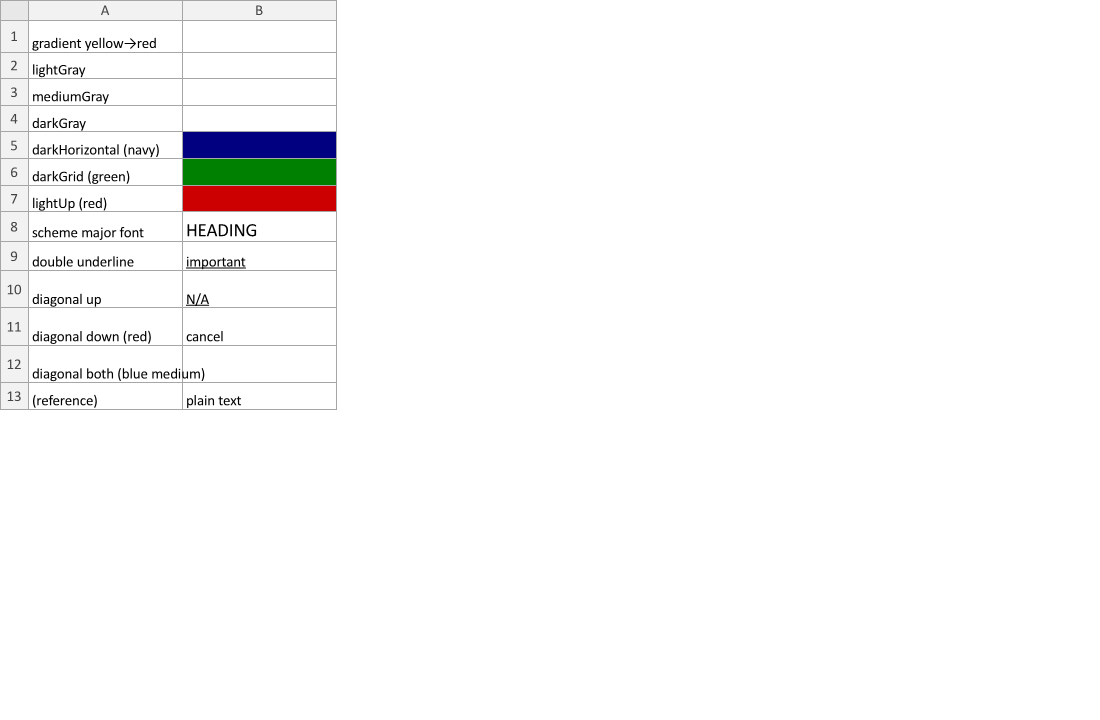 A B
1 gradient yellow→red
2 lightGray
3 mediumGray
4 darkGray
5 darkHorizontal (navy)
6 darkGrid (green)
7 lightUp (red)
8 scheme major font HEADING
9 double underline important
10 diagonal up N/A
11 diagonal down (red) cancel
12 diagonal both (blue medium)
13 (reference) plain text